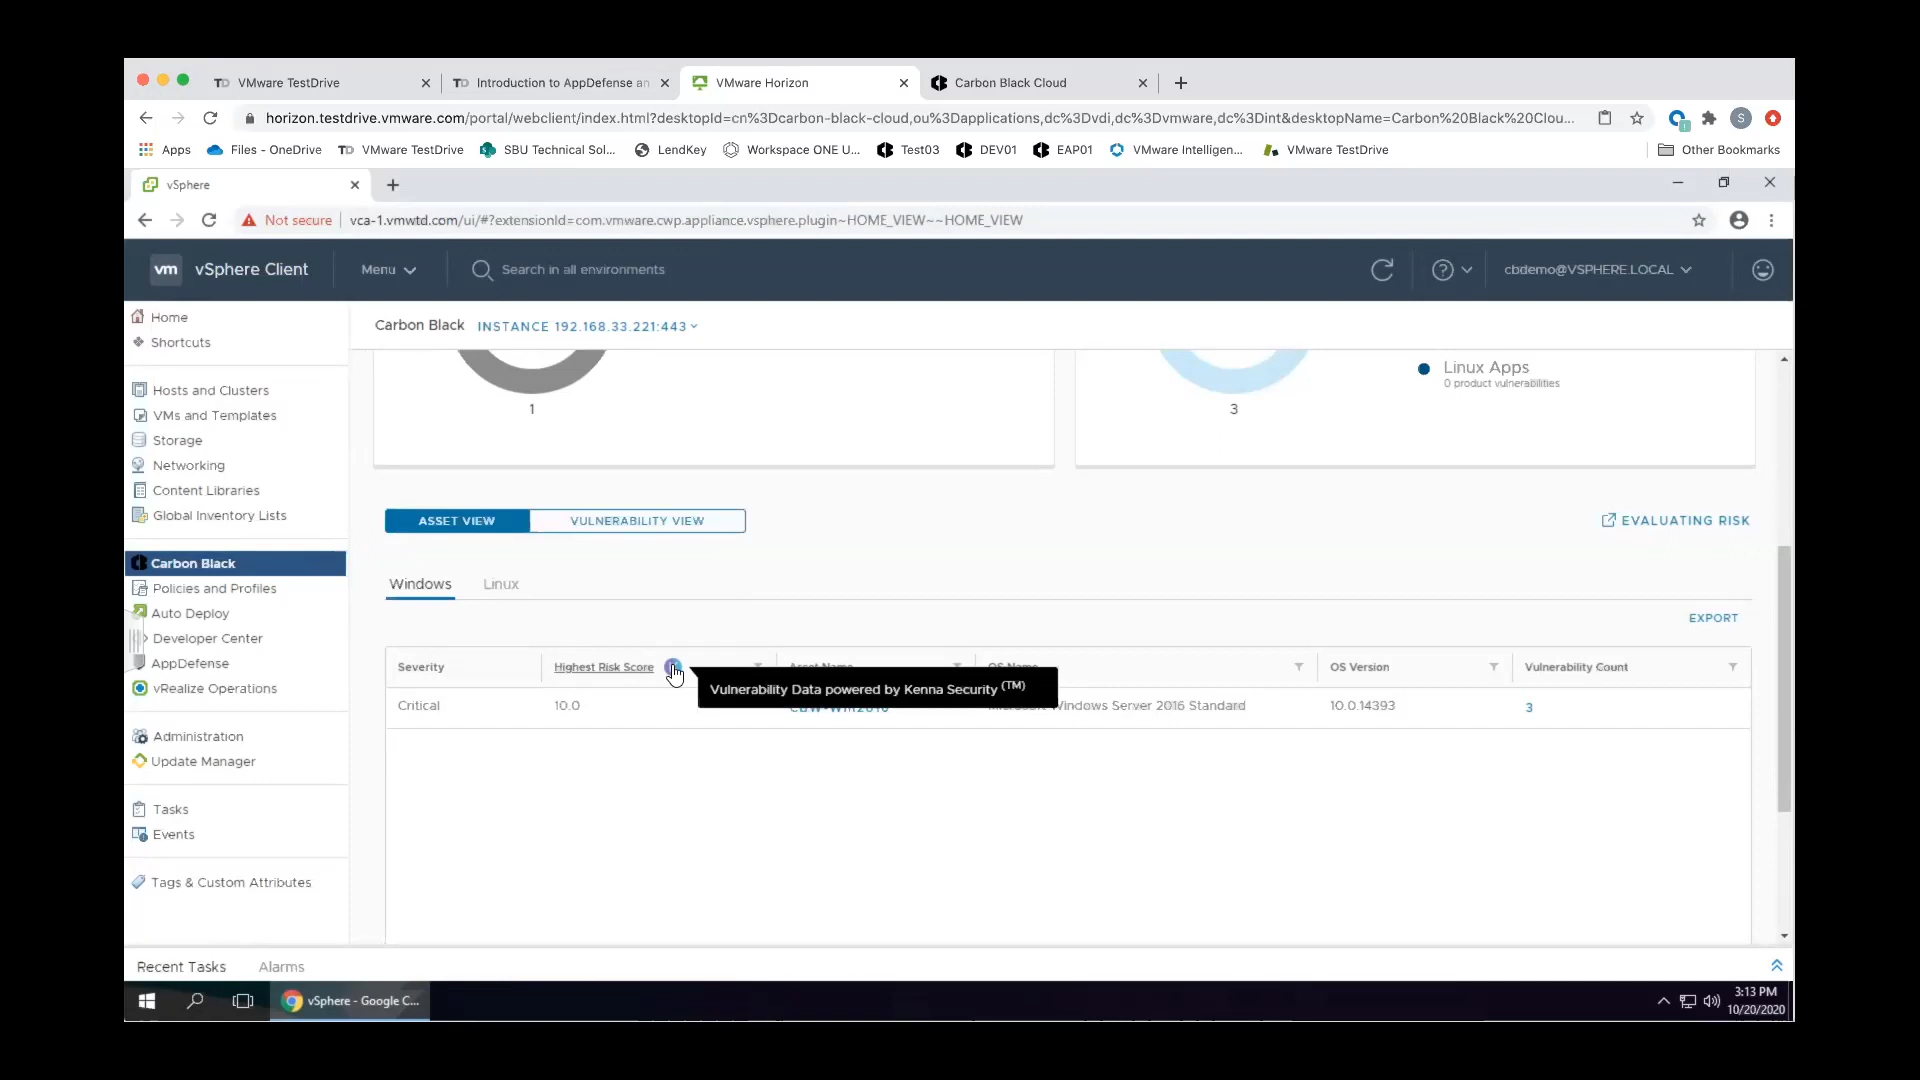 VMware TestDrive
Introduction to AppDefense an
VMware Horizon
Carbon Black Cloud
horizon.testdrive.vmware.com/portal/webclient/index.html?desktopId=cn%3Dcarbon-black-cloud,ou%3Dapplications,dc%3Dvdi,dc%3Dvmware,dc%3Dint&desktopName=Carbon%20Black%20Clou...
S
Apps
Files - OneDrive
VMware TestDrive
SBU Technical Sol...
LendKey
Workspace ONE U...
Test03
DEV01
EAP01
VMware Intelligen...
VMware TestDrive
Other Bookmarks
vSphere
Not secure
vca-1.vmwtd.com/ui/#?extensionId=com.vmware.cwp.appliance.vsphere.plugin~HOME_VIEW~~HOME_VIEW
vm
vSphere Client
Menu
Search in all environments
cbdemo@VSPHERE.LOCAL
Home
Shortcuts
Hosts and Clusters
VMs and Templates
Storage
Networking
Content Libraries
Global Inventory Lists
Carbon Black
Policies and Profiles
Auto Deploy
Developer Center
AppDefense
vRealize Operations
Administration
Update Manager
Tasks
Events
Tags & Custom Attributes
Carbon Black
INSTANCE 192.168.33.221:443
1
3
Linux Apps
0 product vulnerabilities
ASSET VIEW
VULNERABILITY VIEW
EVALUATING RISK
Windows
Linux
EXPORT
Severity
Highest Risk Score
Asset Name
OS Name
OS Version
Vulnerability Count
Vulnerability Data powered by Kenna Security (TM)
Critical
10.0
Windows Server 2016 Standard
10.0.14393
3
Recent Tasks
Alarms
vSphere - Google C...
3:13 PM
10/20/2020